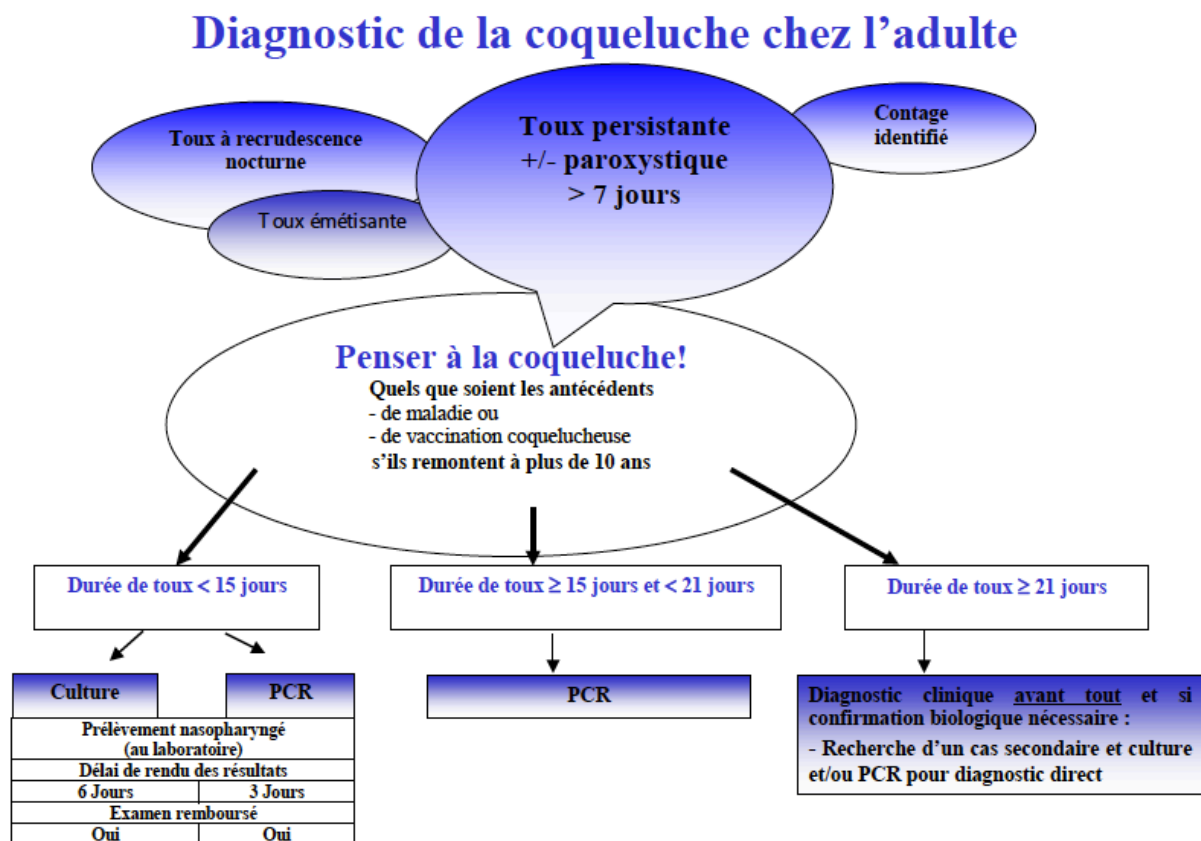 Diagnostic de la coqueluche chez l'adulte
Toux à recrudescence
nocturne
Toux émétisante
Toux persistante
+/- paroxystique
> 7 jours
Contage
identifié
Penser à la coqueluche!
Quels que soient les antécédents
- de maladie ou
- de vaccination coquelucheuse
s'ils remontent à plus de 10 ans
Durée de toux < 15 jours
Durée de toux ≥ 15 jours et < 21 jours
Durée de toux ≥ 21 jours
Culture
PCR
Prélèvement nasopharyngé
(au laboratoire)
Délai de rendu des résultats
6 Jours
3 Jours
Examen remboursé
Oui
Oui
PCR
Diagnostic clinique avant tout et si
confirmation biologique nécessaire :
- Recherche d'un cas secondaire et culture
et/ou PCR pour diagnostic direct